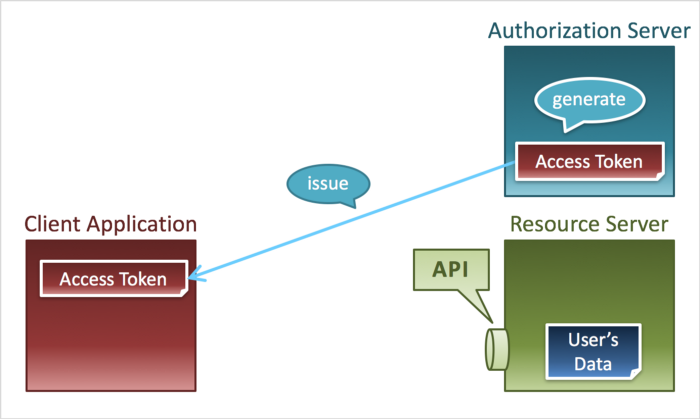 Authorization Server
generate
Access Token
issue
Client Application
Access Token
Resource Server
API
User's
Data